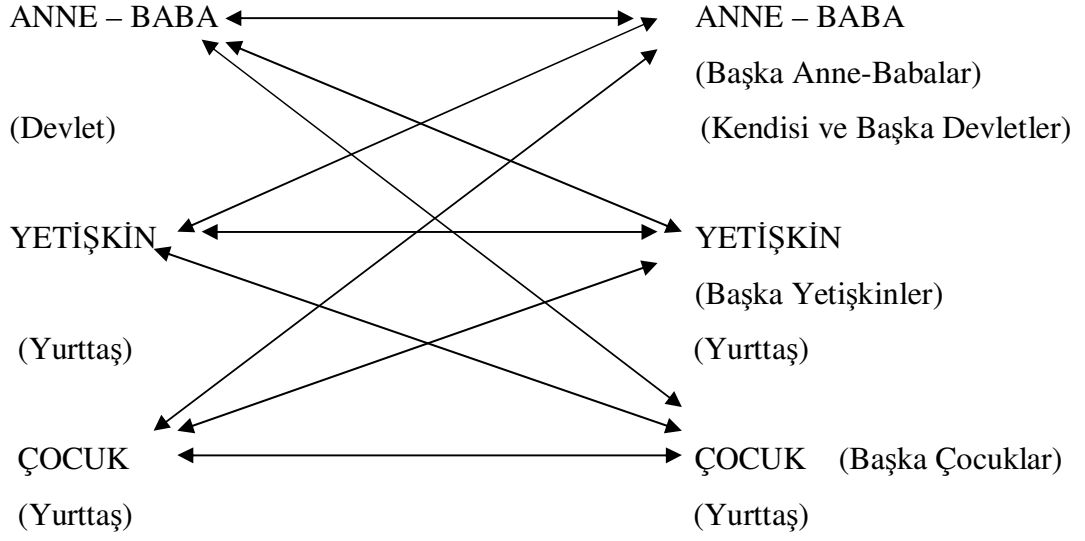 ANNE – BABA ANNE – BABA
(Başka Anne-Babalar)
(Devlet) (Kendisi ve Başka Devletler)
YETİŞKİN YETİŞKİN
(Başka Yetişkinler)
(Yurttaş) (Yurttaş)
ÇOCUK ÇOCUK (Başka Çocuklar)
(Yurttaş) (Yurttaş)